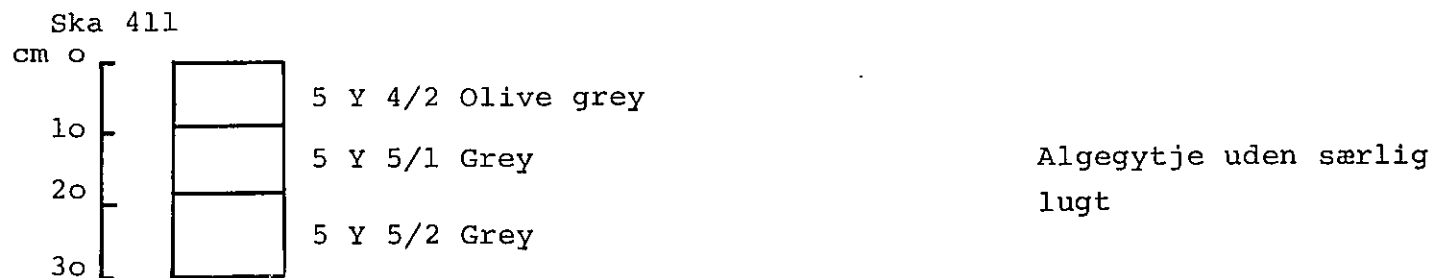 Ska 411
cm o
5 Y 4/2 Olive grey
1o
5 Y 5/1 Grey
Algegytje uden særlig
2o
lugt
5 Y 5/2 Grey
3o